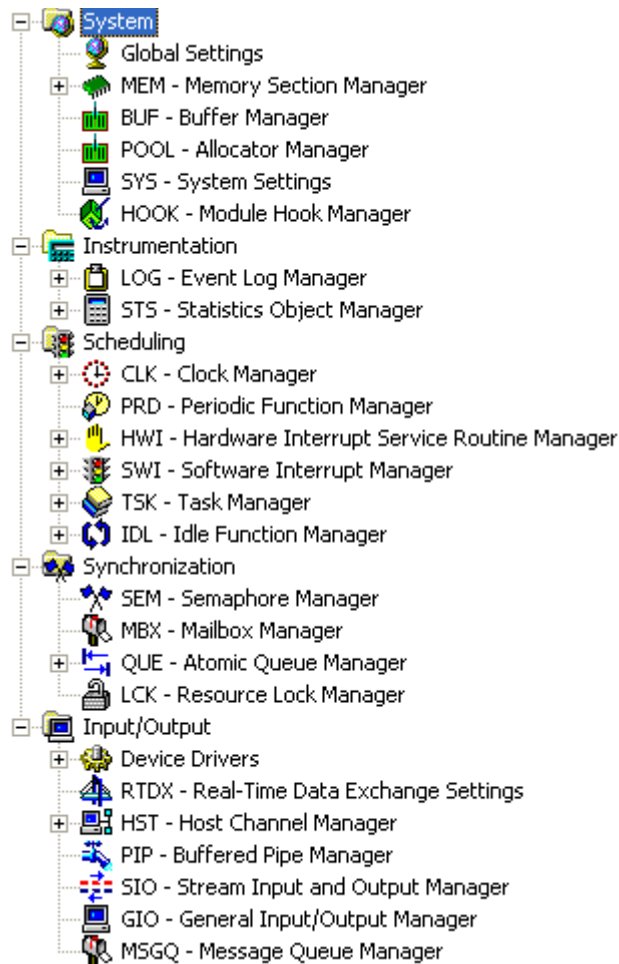 System
Global Settings
MEM - Memory Section Manager
BUF - Buffer Manager
POOL - Allocator Manager
SYS - System Settings
HOOK - Module Hook Manager
Instrumentation
LOG - Event Log Manager
STS - Statistics Object Manager
Scheduling
CLK - Clock Manager
PRD - Periodic Function Manager
HWI - Hardware Interrupt Service Routine Manager
SWI - Software Interrupt Manager
TSK - Task Manager
IDL - Idle Function Manager
Synchronization
SEM - Semaphore Manager
MBX - Mailbox Manager
QUE - Atomic Queue Manager
LCK - Resource Lock Manager
Input/Output
Device Drivers
RTDX - Real-Time Data Exchange Settings
HST - Host Channel Manager
PIP - Buffered Pipe Manager
SIO - Stream Input and Output Manager
GIO - General Input/Output Manager
MSGQ - Message Queue Manager